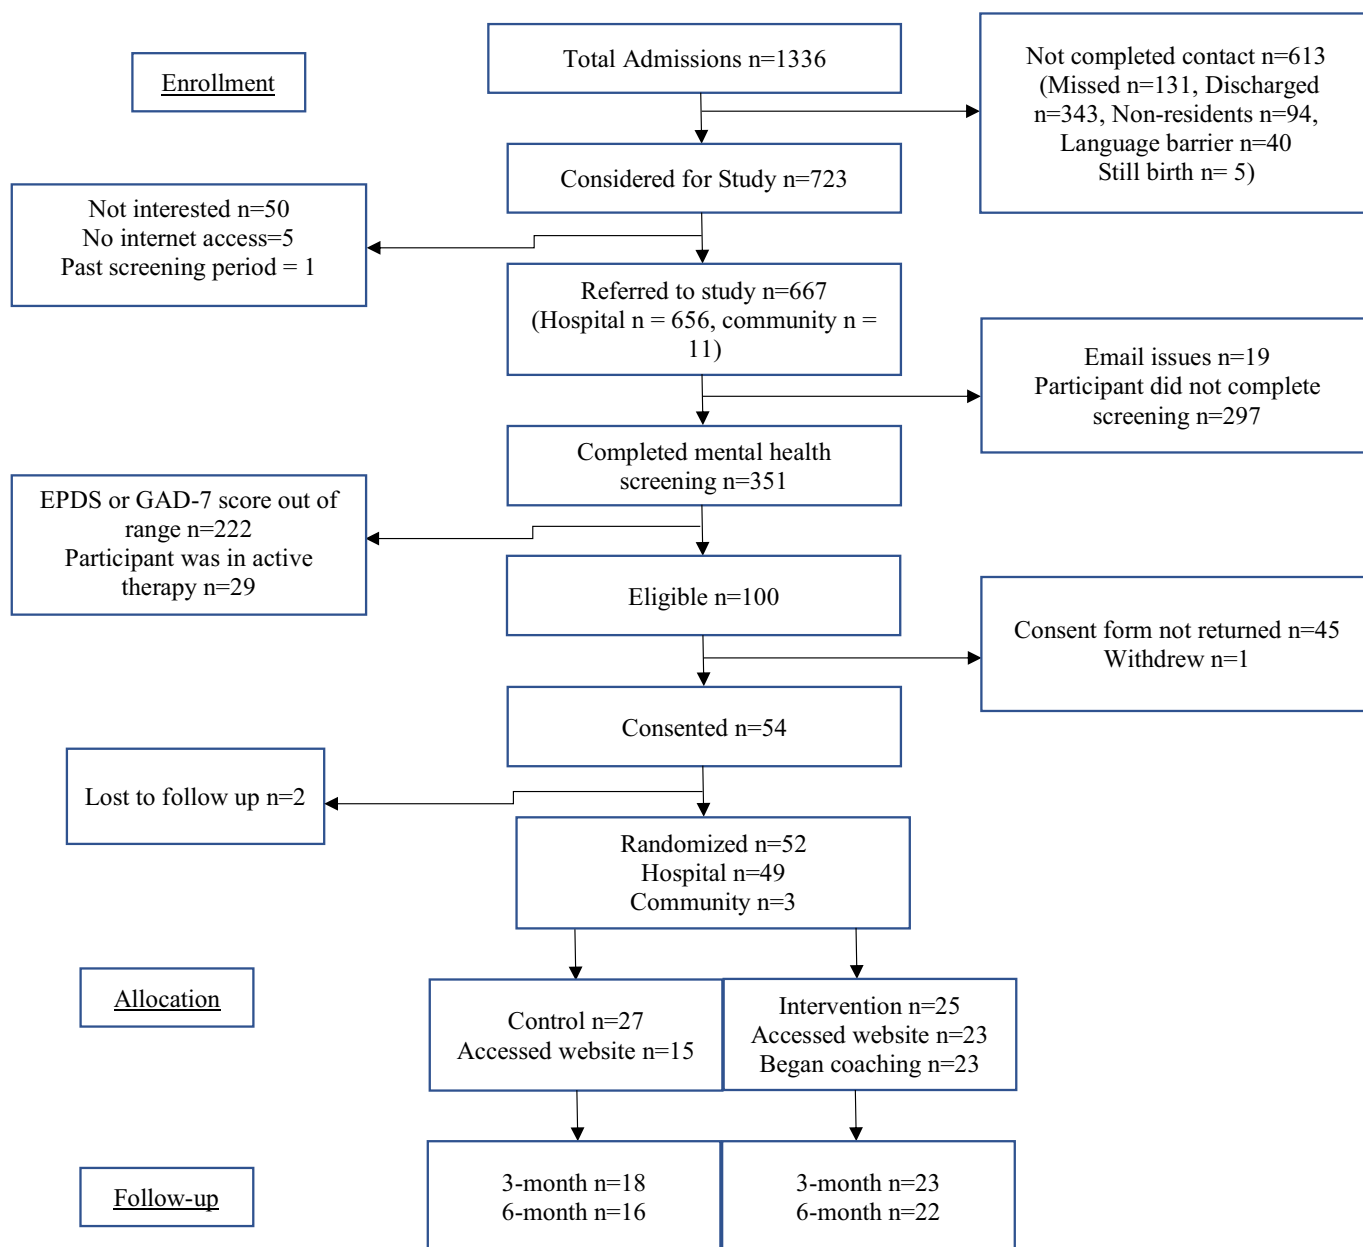 Total Admissions n=1336
Enrollment
Not completed contact n=613
(Missed n=131, Discharged
n=343, Non-residents n=94,
Language barrier n=40
Still birth n= 5)
Considered for Study n=723
Not interested n=50
No internet access=5
Past screening period = 1
Referred to study n=667
(Hospital n = 656, community n =
11)
Email issues n=19
Participant did not complete
screening n=297
Completed mental health
screening n=351
EPDS or GAD-7 score out of
range n=222
Participant was in active
therapy n=29
Eligible n=100
Consent form not returned n=45
Withdrew n=1
Consented n=54
Lost to follow up n=2
Randomized n=52
Hospital n=49
Community n=3
Allocation
Control n=27
Accessed website n=15
Intervention n=25
Accessed website n=23
Began coaching n=23
Follow-up
3-month n=18
6-month n=16
3-month n=23
6-month n=22